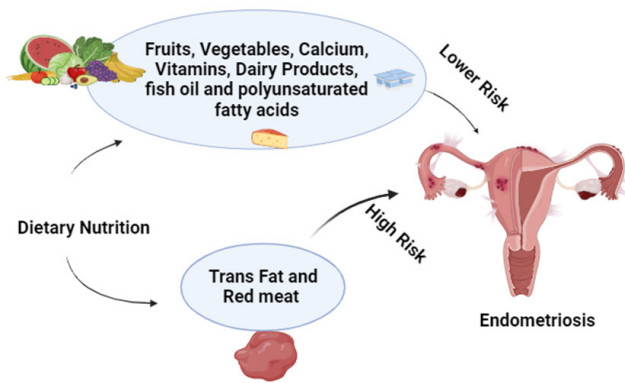 Fruits, Vegetables, Calcium,
Vitamins, Dairy Products,
fish oil and polyunsaturated
fatty acids
Lower Risk
Dietary Nutrition
High Risk
Trans Fat and
Red meat
Endometriosis